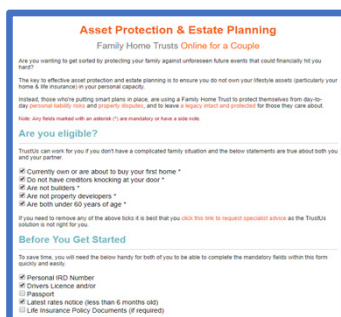 Asset Protection & Estate Planning
Family Home Trusts Online for a Couple
Are you wanting to get sorted by protecting your family against unforeseen future events that could financially hit you
hard?
The key to effective asset protection and estate planning is to ensure you do not own your lifestyle assets (particularly your
home & life insurance) in your personal capacity.
Instead, those who're putting smart plans in place, are using a Family Home Trust to protect themselves from day-to-
day personal liability risks and property disputes, and to leave a legacy intact and protected for those they care about.
Note: Any fields marked with an asterisk (*) are mandatory or have a side note.
Are you eligible?
TrustUs can work for you if you don't have a complicated family situation and the below statements are true about both you
and your partner.
Currently own or are about to buy your first home *
Do not have creditors knocking at your door *
Are not builders *
Are not property developers *
Are both under 60 years of age *
If you need to remove any of the above ticks it is best that you click this link to request specialist advice as the TrustUs
solution is not right for you.
Before You Get Started
To save time, you will need the below handy for both of you to be able to complete the mandatory fields within this form
quickly and easily.
Personal IRD Number
Drivers Licence and/or
Passport
Latest rates notice (less than 6 months old)
Life Insurance Policy Documents (if required)